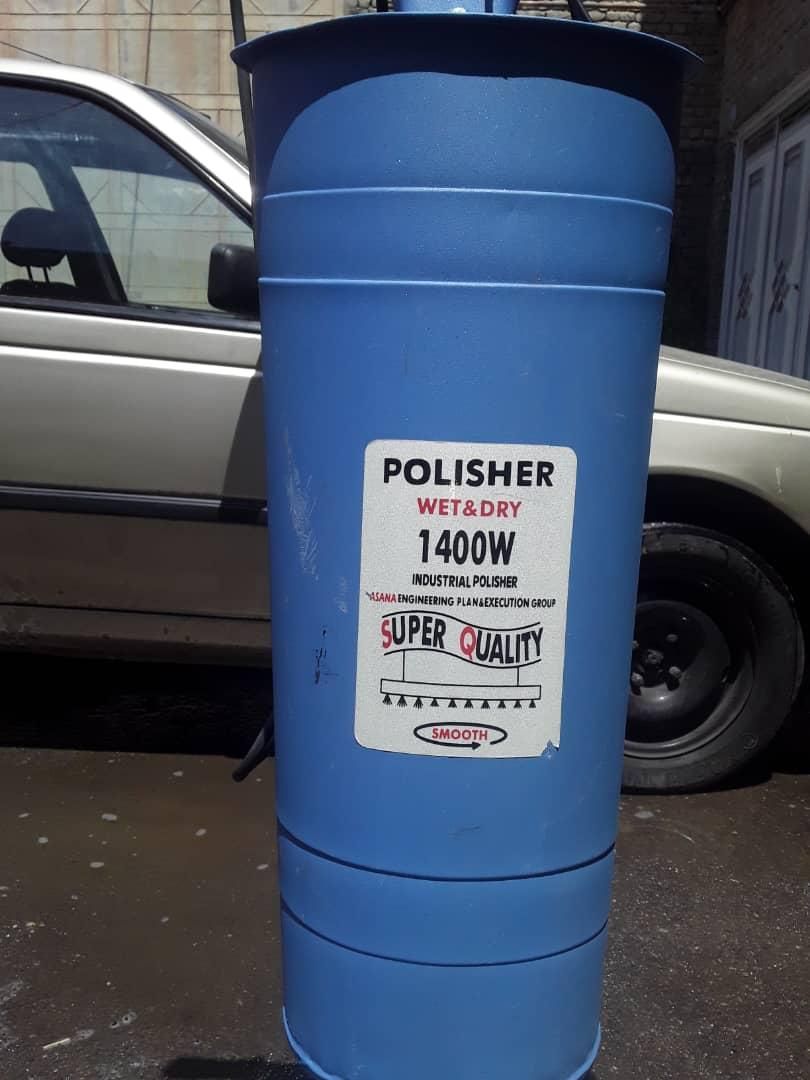 POLISHER
WET&DRY
1400W
INDUSTRIAL POLISHER
ASANA ENGINEERING PLAN&EXECUTION GROUP
SUPER QUALITY
SMOOTH